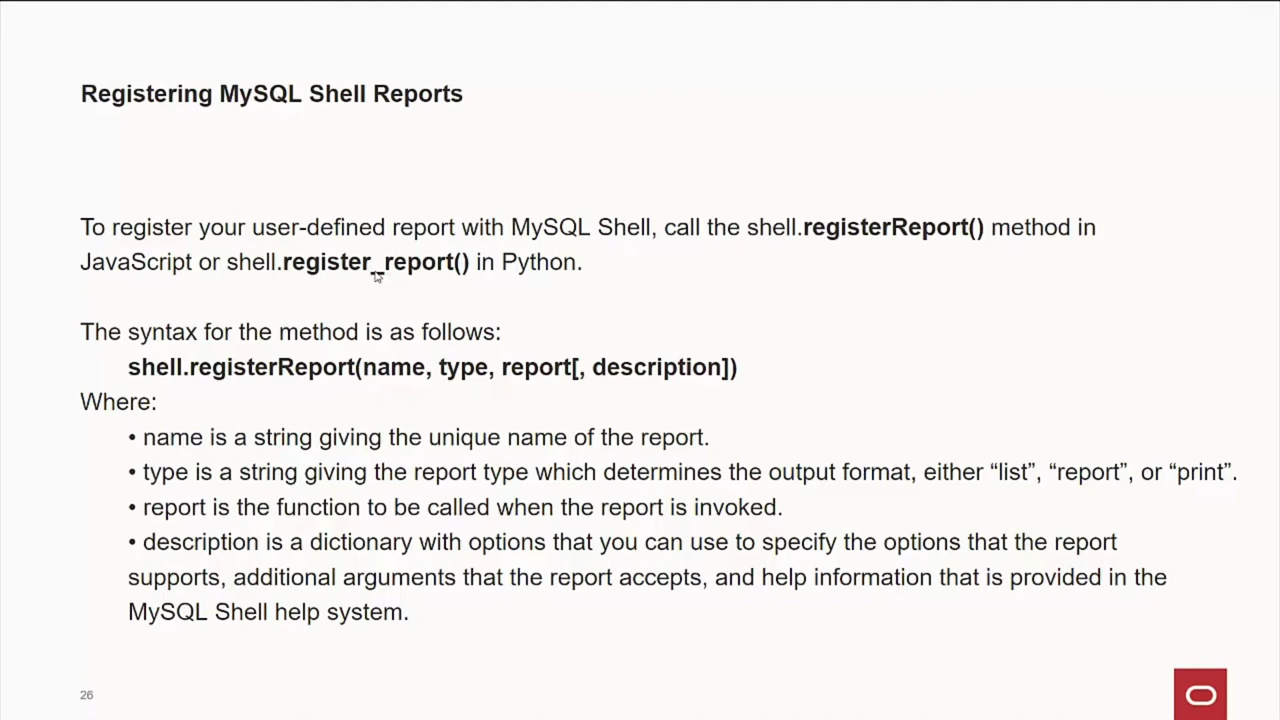 Registering MySQL Shell Reports
To register your user-defined report with MySQL Shell, call the shell.registerReport() method in
JavaScript or shell.register_report() in Python.
The syntax for the method is as follows:
shell.registerReport(name, type, report[, description])
Where:
• name is a string giving the unique name of the report.
• type is a string giving the report type which determines the output format, either “list”, “report”, or “print”.
• report is the function to be called when the report is invoked.
• description is a dictionary with options that you can use to specify the options that the report
supports, additional arguments that the report accepts, and help information that is provided in the
MySQL Shell help system.
26